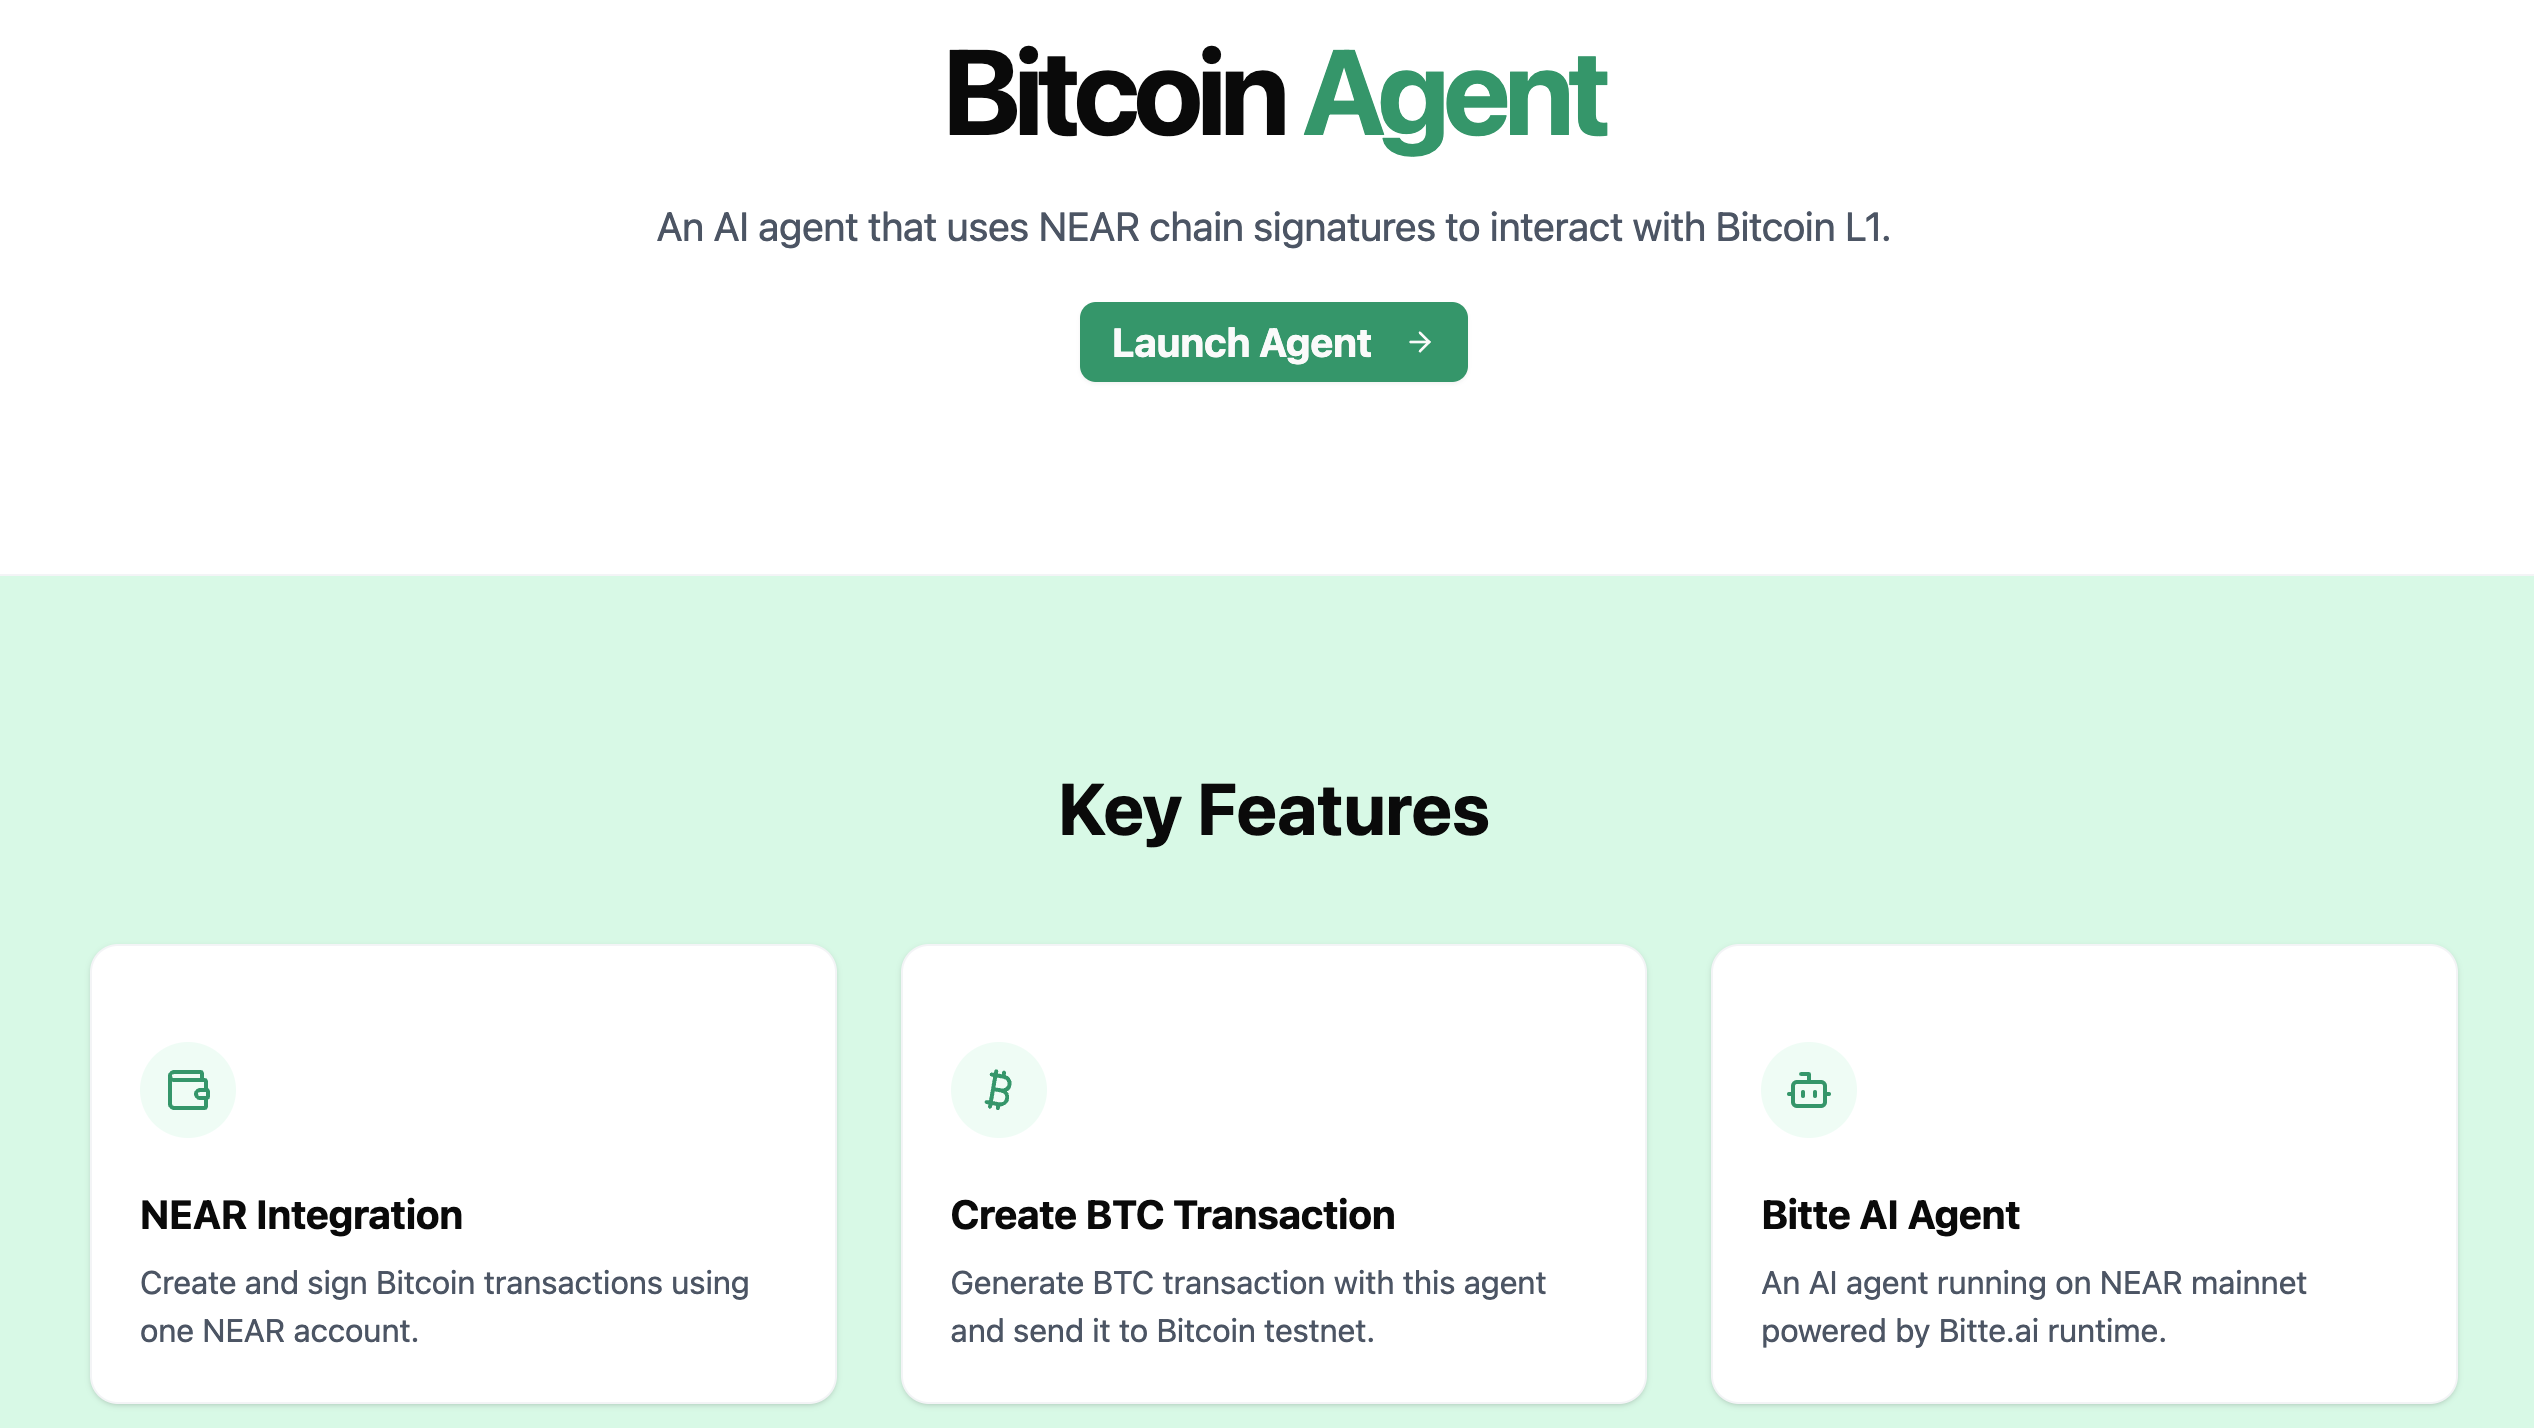 Bitcoin Agent
An AI agent that uses NEAR chain signatures to interact with Bitcoin L1.
Launch Agent →
Key Features
NEAR Integration
Create and sign Bitcoin transactions using
one NEAR account.
Create BTC Transaction
Generate BTC transaction with this agent
and send it to Bitcoin testnet.
Bitte AI Agent
An AI agent running on NEAR mainnet
powered by Bitte.ai runtime.